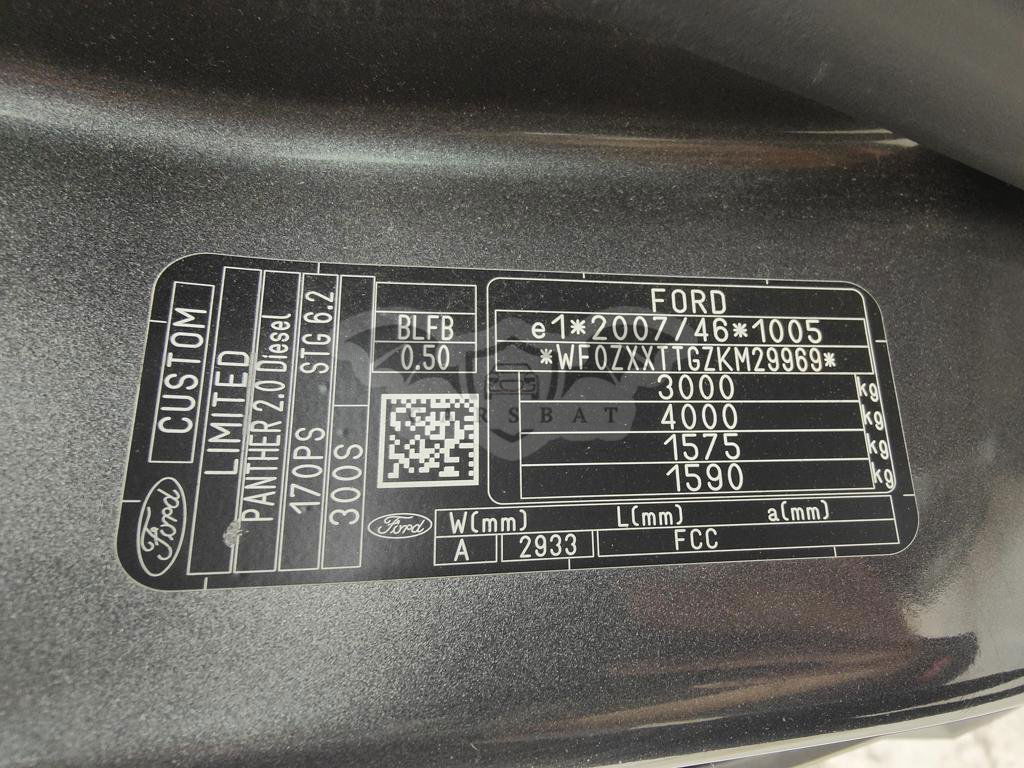 CUSTOM
LIMITED
PANTHER 2.0 Diesel
170PS STG 6.2
300S
Ford
BLFB
0.50
FORD
e1*2007/46*1005
*WF0ZXXTTGZKM29969*
3000 kg
4000 kg
1575 kg
1590 kg
Ford
W(mm) L(mm) a(mm)
A 2933 FCC
CARSBAT